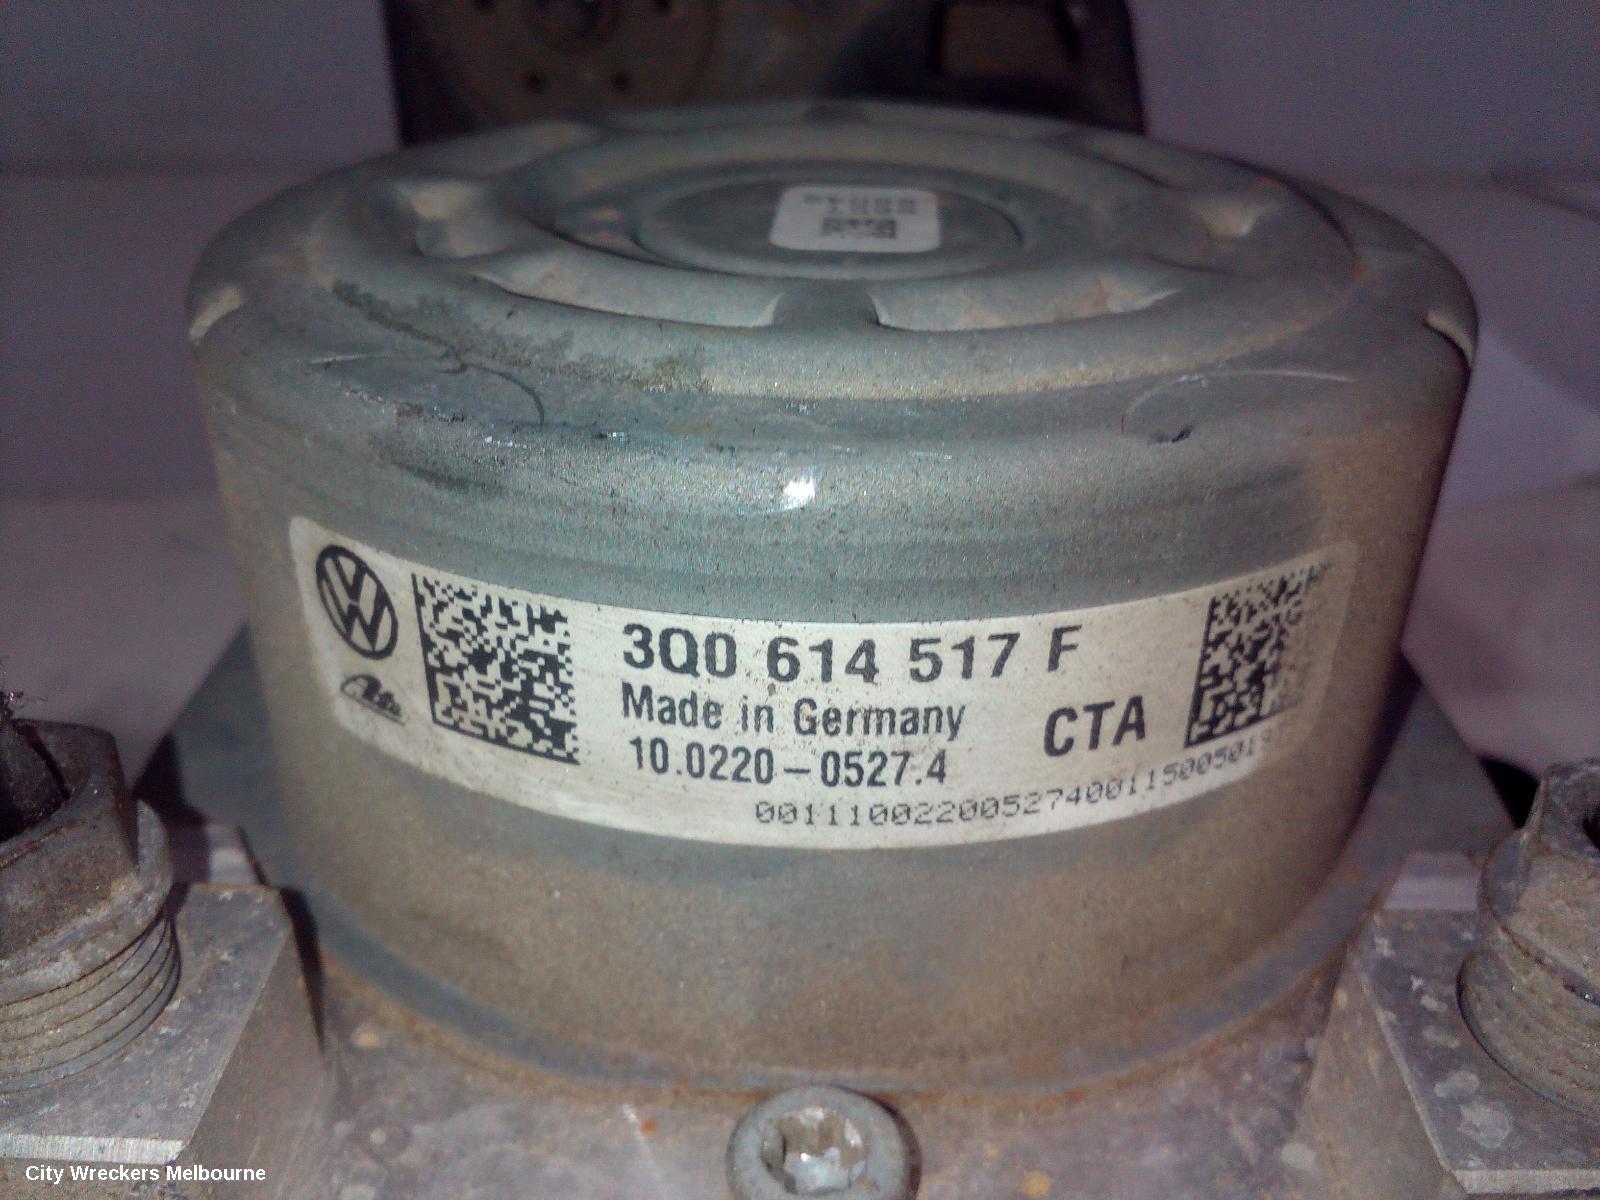 3Q0 614 517 F
Made in Germany
CTA
10.0220-0527.4
City Wreckers Melbourne